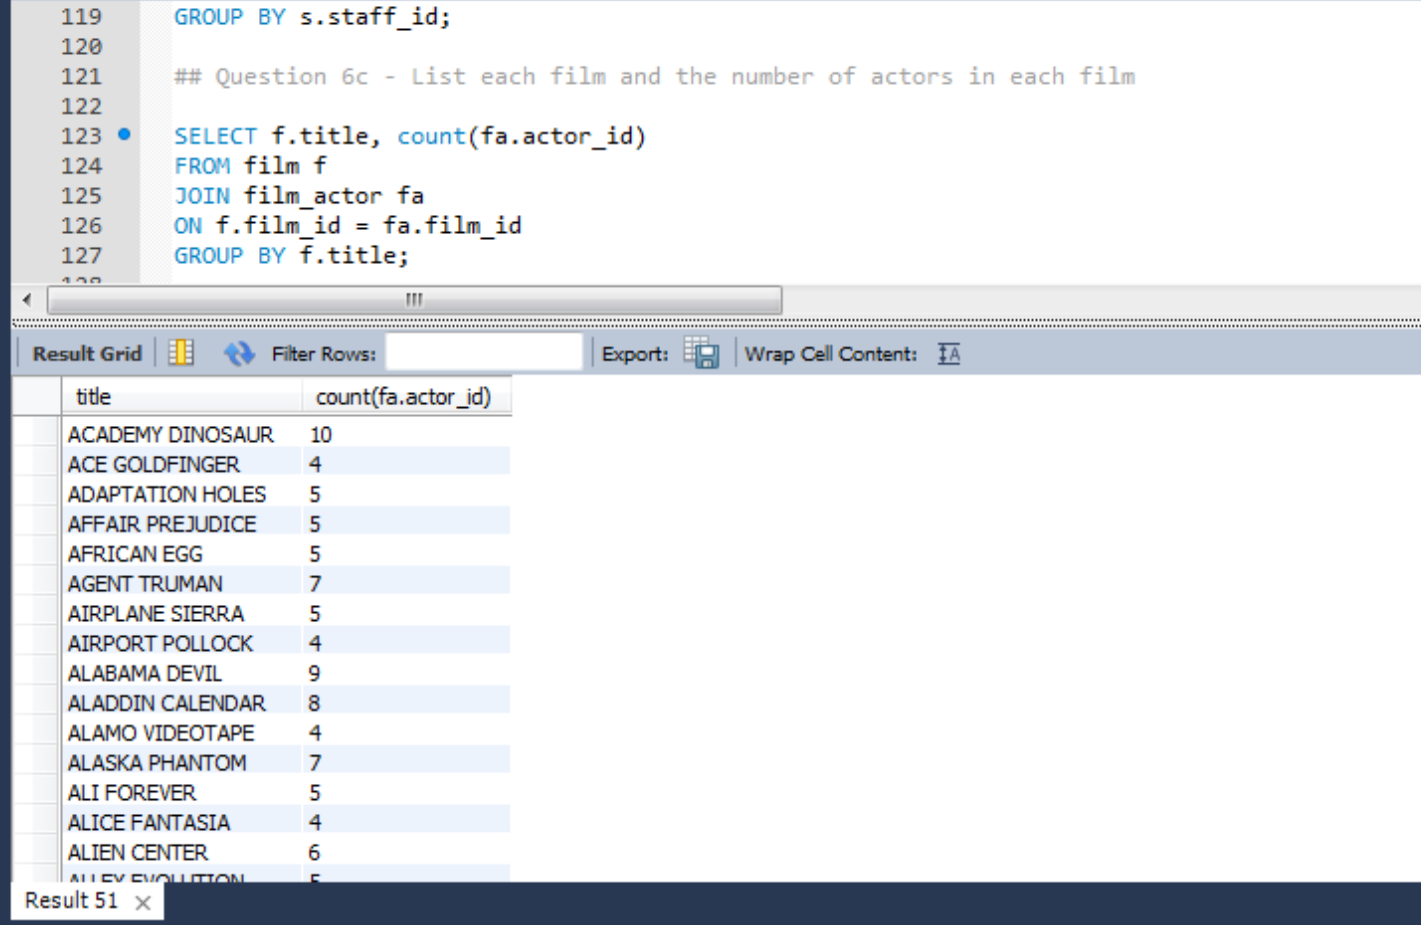 119 GROUP BY s.staff_id;
120
121 ## Question 6c - List each film and the number of actors in each film
122
123 SELECT f.title, count(fa.actor_id)
124 FROM film f
125 JOIN film_actor fa
126 ON f.film_id = fa.film_id
127 GROUP BY f.title;
128
Result Grid Filter Rows: Export: Wrap Cell Content:
title count(fa.actor_id)
ACADEMY DINOSAUR 10
ACE GOLDFINGER 4
ADAPTATION HOLES 5
AFFAIR PREJUDICE 5
AFRICAN EGG 5
AGENT TRUMAN 7
AIRPLANE SIERRA 5
AIRPORT POLLOCK 4
ALABAMA DEVIL 9
ALADDIN CALENDAR 8
ALAMO VIDEOTAPE 4
ALASKA PHANTOM 7
ALI FOREVER 5
ALICE FANTASIA 4
ALIEN CENTER 6
ALLEY EVOLUTION 5
Result 51